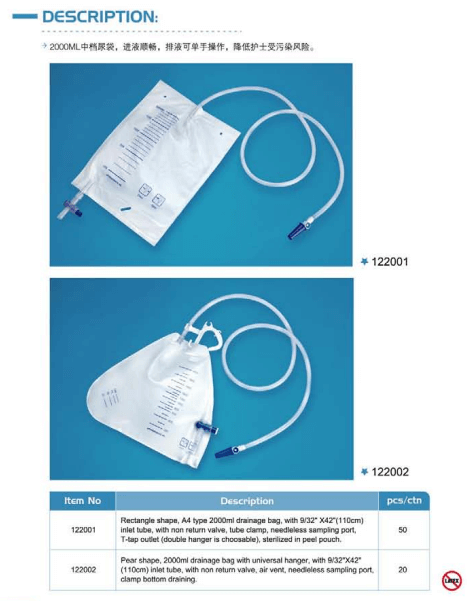 DESCRIPTION:
2000ML中档尿袋，进液顺畅，排液可单手操作，降低护士受污染风险。
122001
122002
Item No Description pcs/ctn
122001 Rectangle shape, A4 type 2000ml drainage bag, with 9/32" X42"(110cm) 50
inlet tube, with non return valve, tube clamp, needleless sampling port,
T-tap outlet (double hanger is choosable), sterilized in peel pouch.
122002 Pear shape, 2000ml drainage bag with universal hanger, with 9/32"X42" 20
(110cm) inlet tube, with non return valve, air vent, needleless sampling port,
clamp bottom draining.
LATEX